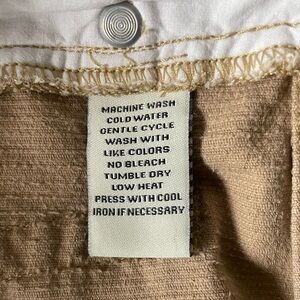 MACHINE WASH
COLD WATER
GENTLE CYCLE
WASH WITH
LIKE COLORS
NO BLEACH
TUMBLE DRY
LOW HEAT
PRESS WITH COOL
IRON IF NECESSARY